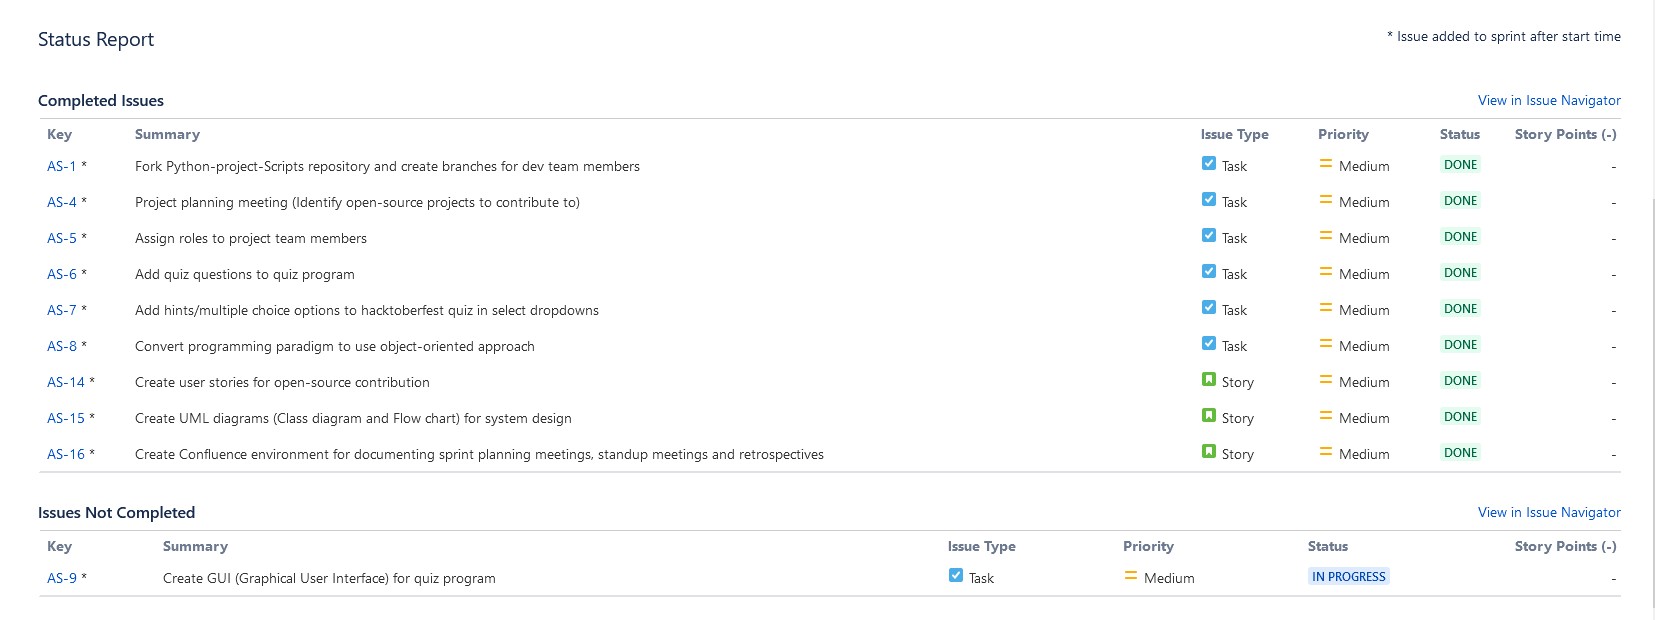 Status Report
* Issue added to sprint after start time
Completed Issues
View in Issue Navigator
Key Summary Issue Type Priority Status Story Points (-)
AS-1 * Fork Python-project-Scripts repository and create branches for dev team members Task Medium DONE -
AS-4 * Project planning meeting (Identify open-source projects to contribute to) Task Medium DONE -
AS-5 * Assign roles to project team members Task Medium DONE -
AS-6 * Add quiz questions to quiz program Task Medium DONE -
AS-7 * Add hints/multiple choice options to hacktoberfest quiz in select dropdowns Task Medium DONE -
AS-8 * Convert programming paradigm to use object-oriented approach Task Medium DONE -
AS-14 * Create user stories for open-source contribution Story Medium DONE -
AS-15 * Create UML diagrams (Class diagram and Flow chart) for system design Story Medium DONE -
AS-16 * Create Confluence environment for documenting sprint planning meetings, standup meetings and retrospectives Story Medium DONE -
Issues Not Completed
View in Issue Navigator
Key Summary Issue Type Priority Status Story Points (-)
AS-9 * Create GUI (Graphical User Interface) for quiz program Task Medium IN PROGRESS -